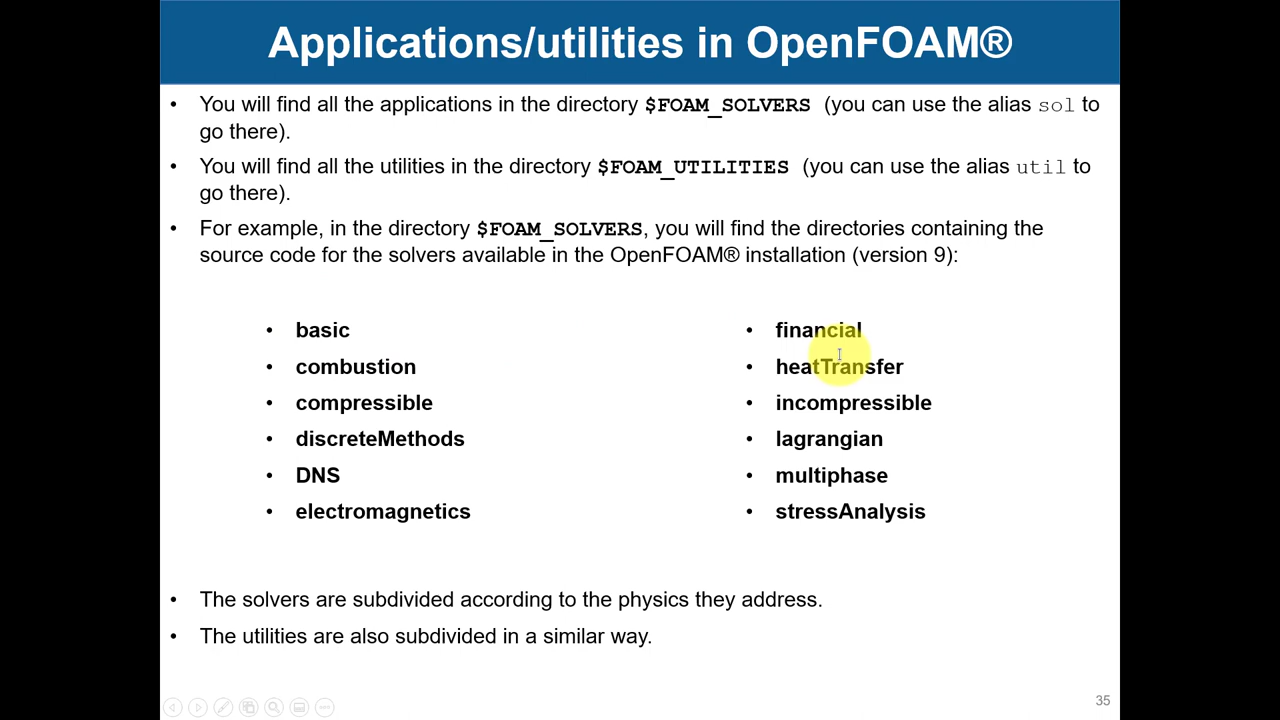 Applications/utilities in OpenFOAM®
• You will find all the applications in the directory $FOAM_SOLVERS (you can use the alias sol to
go there).
• You will find all the utilities in the directory $FOAM_UTILITIES (you can use the alias util to
go there).
• For example, in the directory $FOAM_SOLVERS, you will find the directories containing the
source code for the solvers available in the OpenFOAM® installation (version 9):
• basic
• combustion
• compressible
• discreteMethods
• DNS
• electromagnetics
• financial
• heatTransfer
• incompressible
• lagrangian
• multiphase
• stressAnalysis
• The solvers are subdivided according to the physics they address.
• The utilities are also subdivided in a similar way.
35